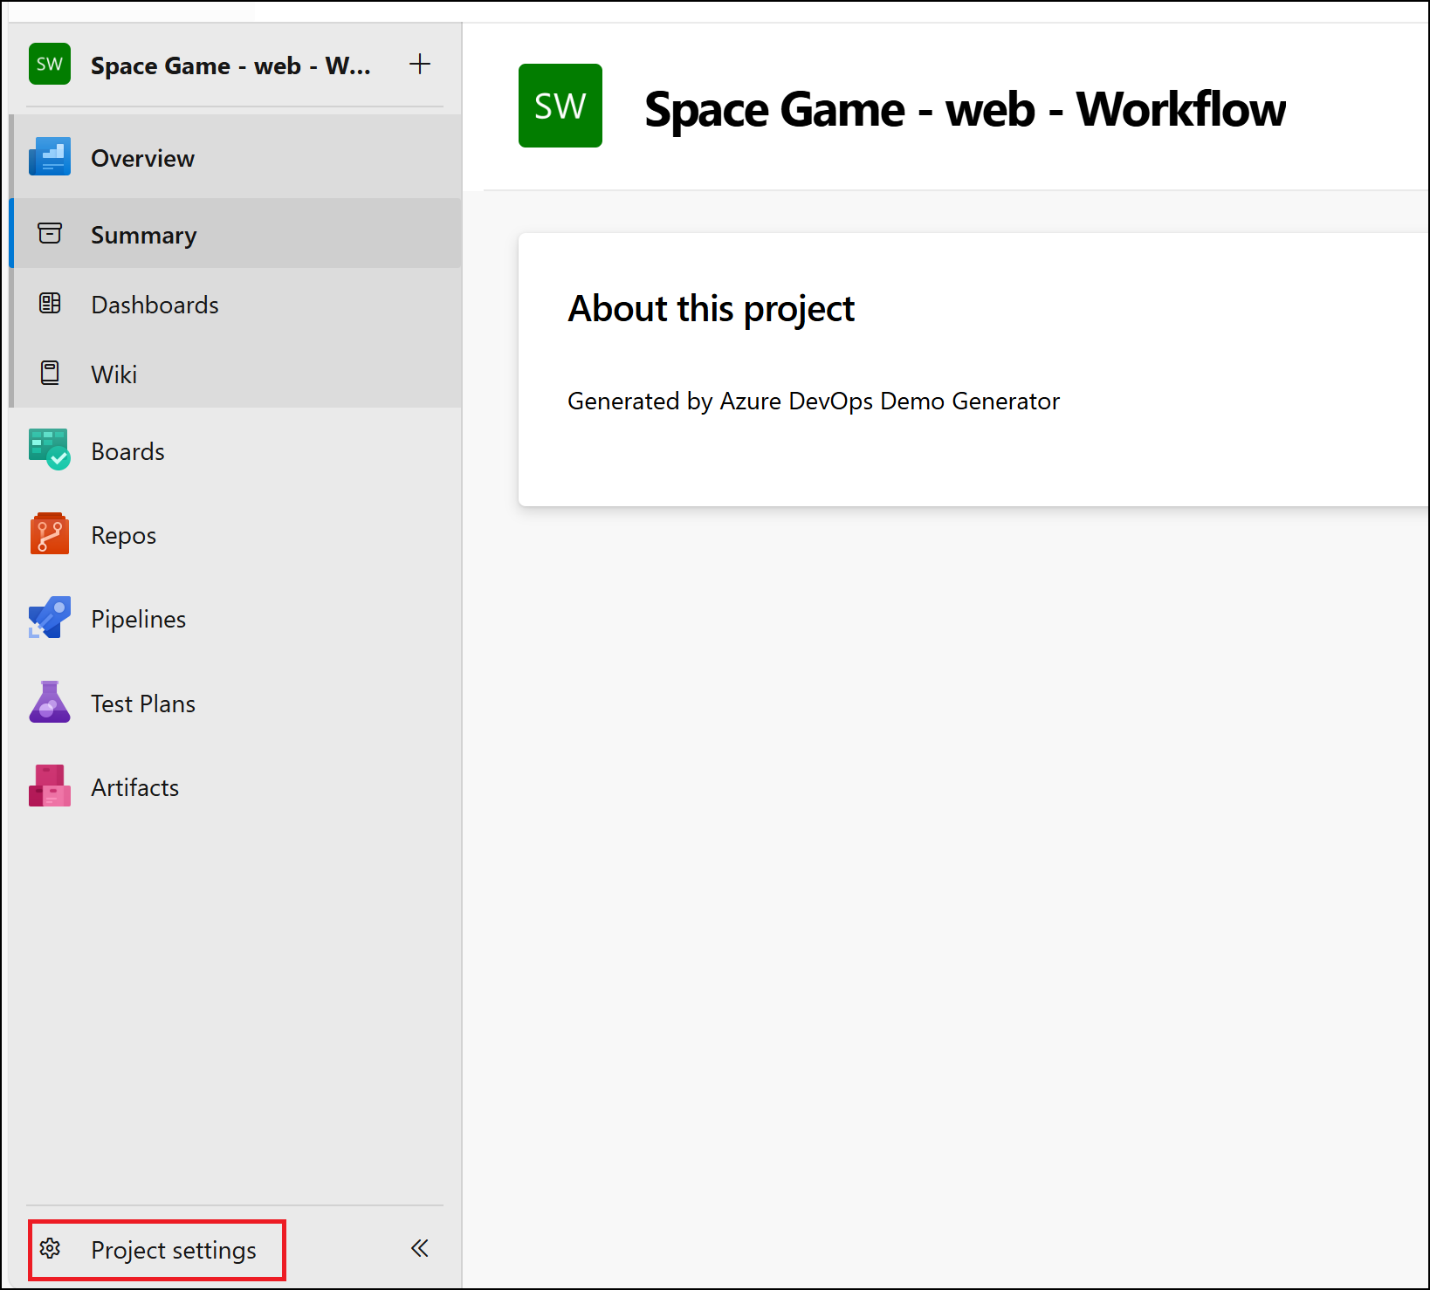 SW
Space Game - web - W...
Overview
Summary
Dashboards
Wiki
Boards
Repos
Pipelines
Test Plans
Artifacts
Project settings
SW
Space Game - web - Workflow
About this project
Generated by Azure DevOps Demo Generator